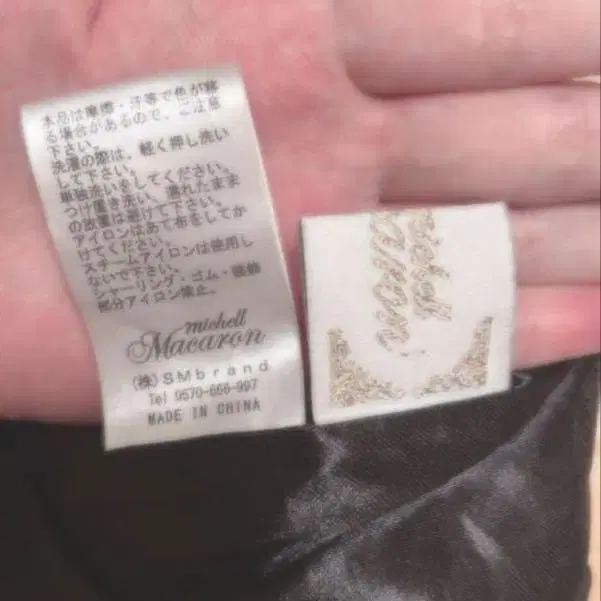 本品は摩擦・汗等で色が移
る場合があるので、ご注意
下さい。
洗濯の際は、軽く押し洗い
して下さい。
単独洗いをしてください。
つけ置き洗い、濡れたまま
の放置は避けて下さい。
アイロンはあて布をしてか
けてください。
スチームアイロンは使用し
ないで下さい。
シャーリング・ゴム・装飾
部分アイロン禁止。
michell
Macaron
(株)SMbrand
Tel 0570-666-997
MADE IN CHINA
michell
Macaron